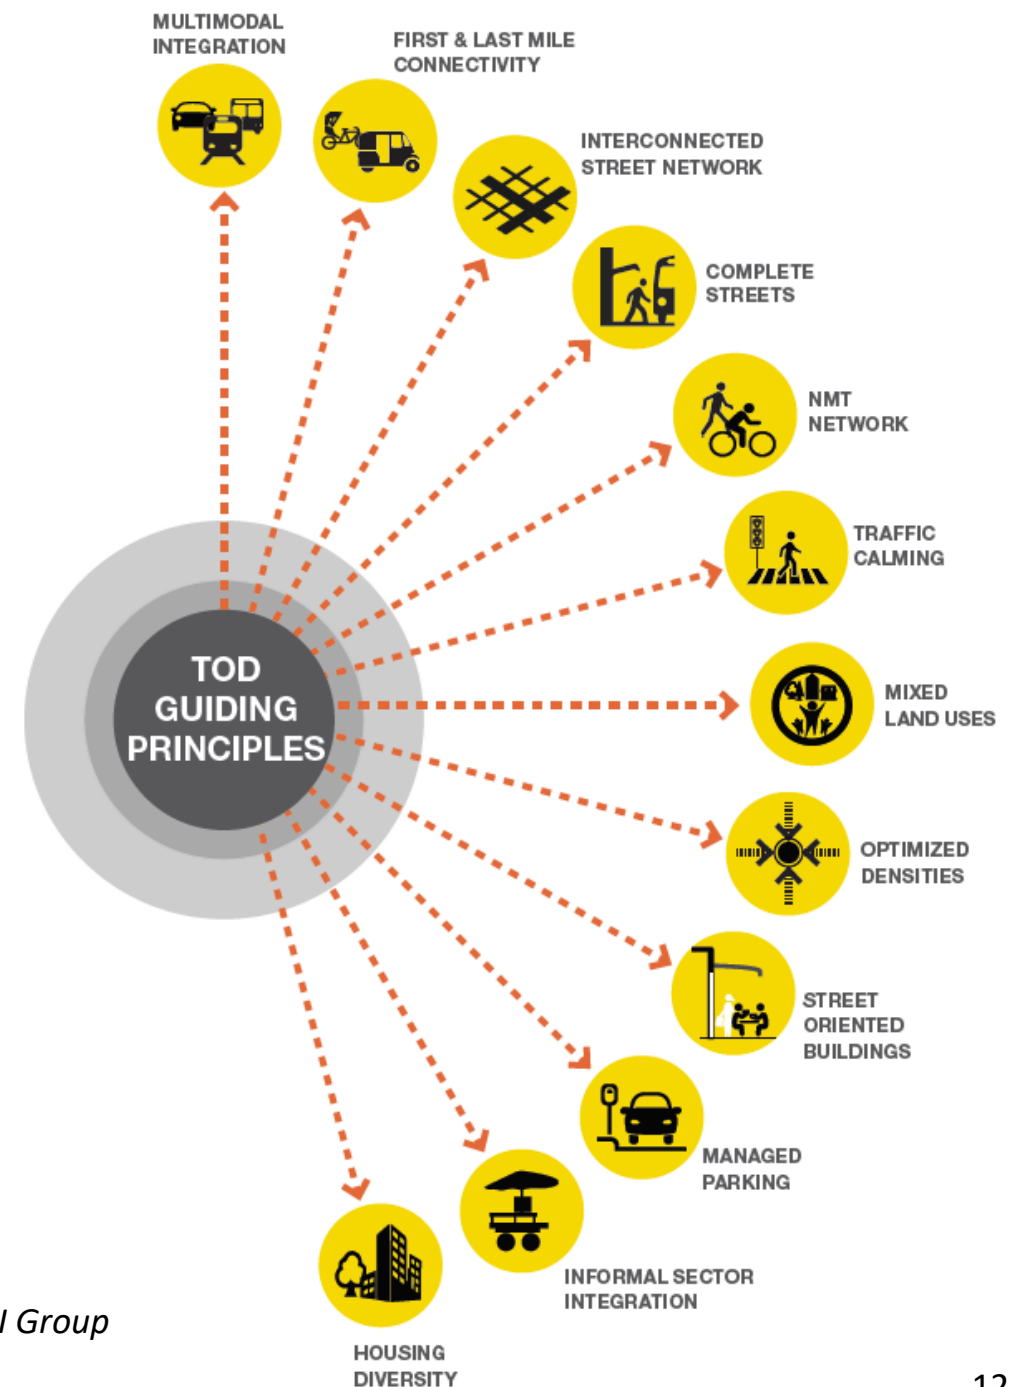 MULTIMODAL
INTEGRATION
FIRST & LAST MILE
CONNECTIVITY
INTERCONNECTED
STREET NETWORK
COMPLETE
STREETS
NMT
NETWORK
TRAFFIC
CALMING
TOD
GUIDING
PRINCIPLES
MIXED
LAND USES
OPTIMIZED
DENSITIES
STREET
ORIENTED
BUILDINGS
MANAGED
PARKING
INFORMAL SECTOR
INTEGRATION
HOUSING
DIVERSITY
Group
12